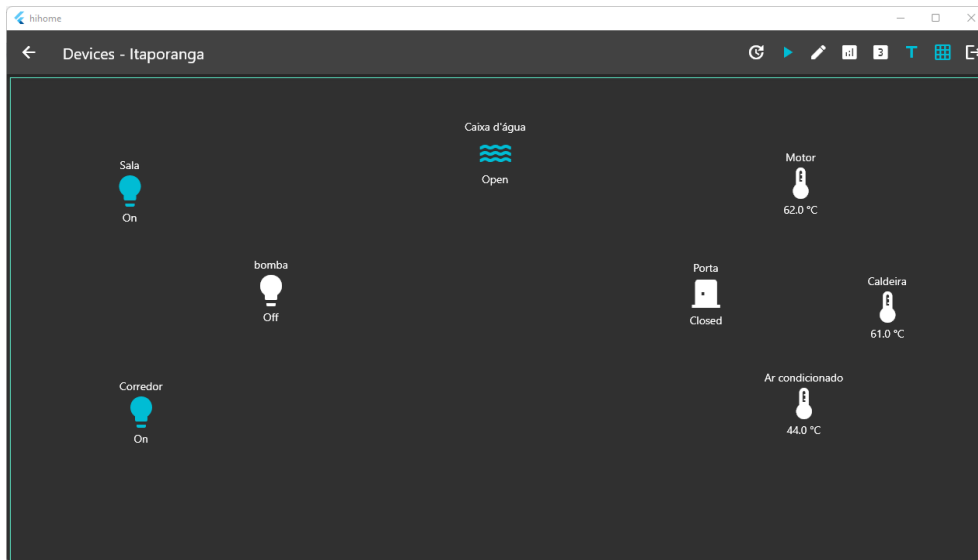 hihome
Devices - Itaporanga
3
T
Caixa d'água
Open
Sala
On
Motor
62.0 °C
bomba
Off
Porta
Closed
Caldeira
61.0 °C
Corredor
On
Ar condicionado
44.0 °C